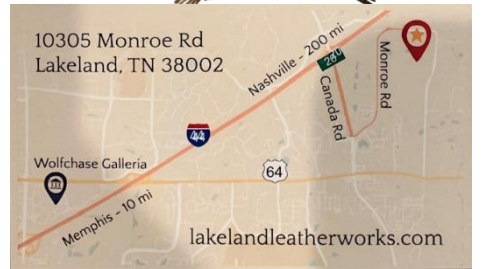 10305 Monroe Rd
Lakeland, TN 38002
Nashville - 200 mi
Canada Rd
Monroe Rd
44
Wolfchase Galleria
64
Memphis - 10 mi
lakelandleatherworks.com